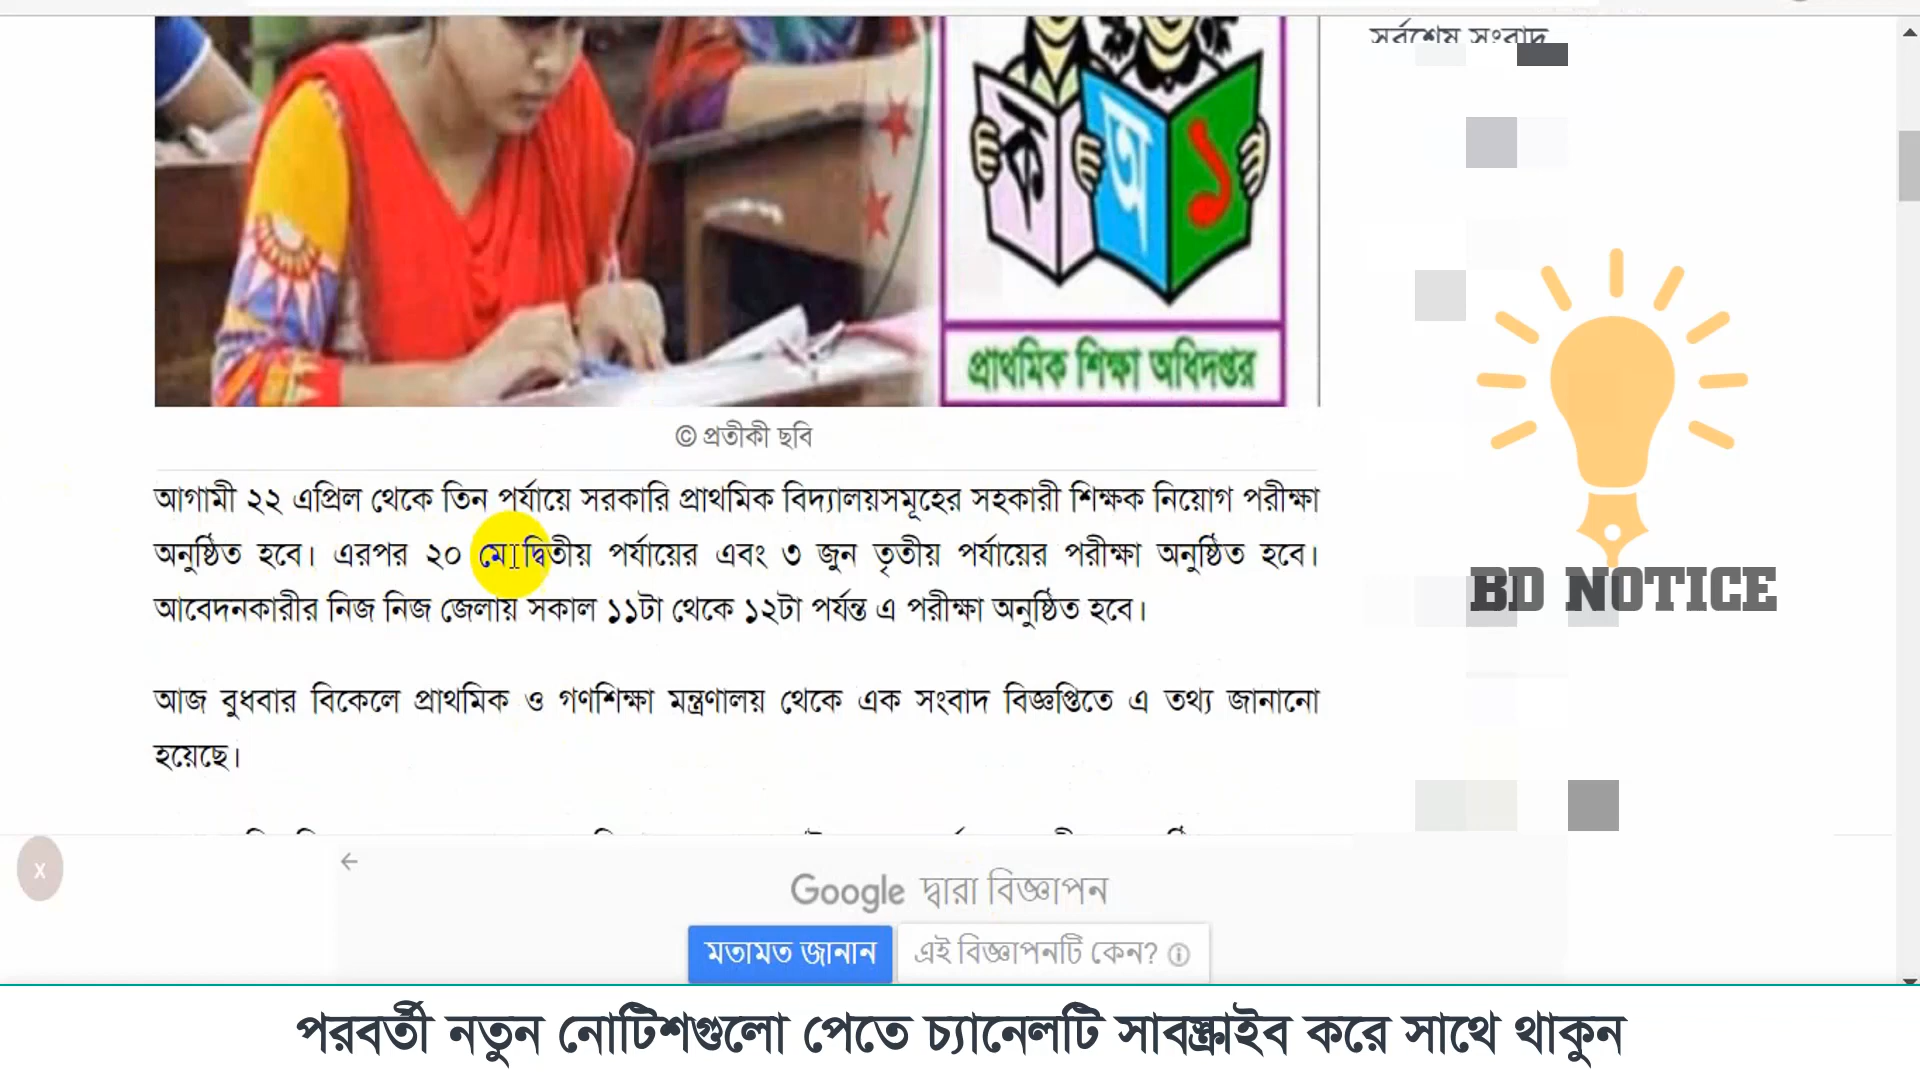 সর্বশেষ সংবাদ
ক
অ
১
প্রাথমিক শিক্ষা অধিদপ্তর
© প্রতীকী ছবি
আগামী ২২ এপ্রিল থেকে তিন পর্যায়ে সরকারি প্রাথমিক বিদ্যালয়সমূহের সহকারী শিক্ষক নিয়োগ পরীক্ষা
অনুষ্ঠিত হবে। এরপর ২০ মে দ্বিতীয় পর্যায়ের এবং ৩ জুন তৃতীয় পর্যায়ের পরীক্ষা অনুষ্ঠিত হবে।
আবেদনকারীর নিজ নিজ জেলায় সকাল ১১টা থেকে ১২টা পর্যন্ত এ পরীক্ষা অনুষ্ঠিত হবে।
আজ বুধবার বিকেলে প্রাথমিক ও গণশিক্ষা মন্ত্রণালয় থেকে এক সংবাদ বিজ্ঞপ্তিতে এ তথ্য জানানো
হয়েছে।
BD NOTICE
x
Google দ্বারা বিজ্ঞাপন
মতামত জানান
এই বিজ্ঞাপনটি কেন?
পরবর্তী নতুন নোটিশগুলো পেতে চ্যানেলটি সাবস্ক্রাইব করে সাথে থাকুন